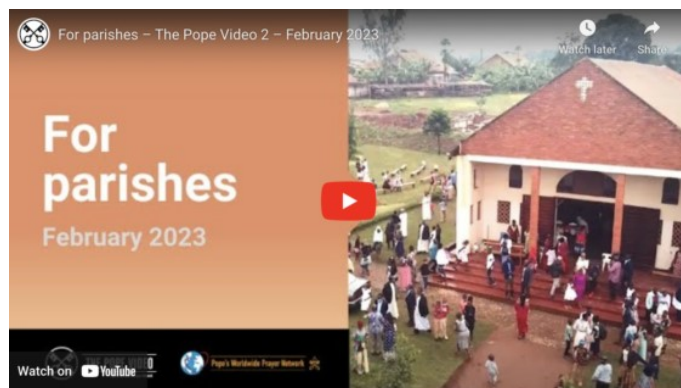 For parishes – The Pope Video 2 – February 2023
Watch later
Share
For
parishes
February 2023
THE POPE VIDEO
Pope's Worldwide Prayer Network
Watch on YouTube